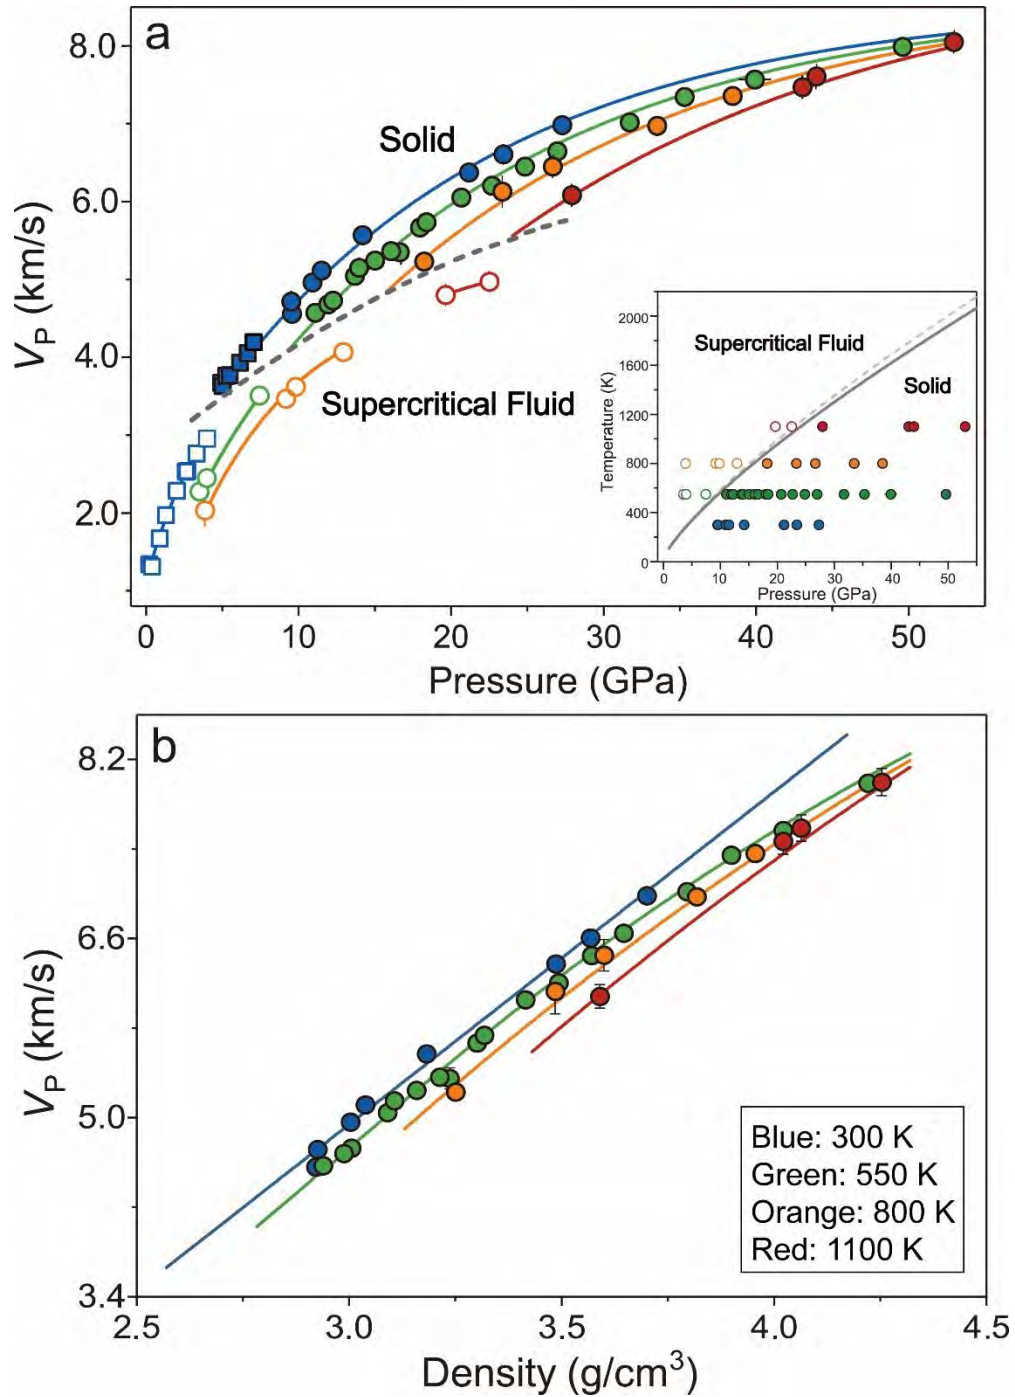 a
8.0
6.0
4.0
2.0
V_P (km/s)
Solid
Supercritical Fluid
0
10
20
30
40
50
Pressure (GPa)
Supercritical Fluid
Solid
2000
1600
1200
800
400
0
Temperature (K)
0
10
20
30
40
50
Pressure (GPa)
b
8.2
6.6
5.0
3.4
V_P (km/s)
Blue: 300 K
Green: 550 K
Orange: 800 K
Red: 1100 K
2.5
3.0
3.5
4.0
4.5
Density (g/cm³)